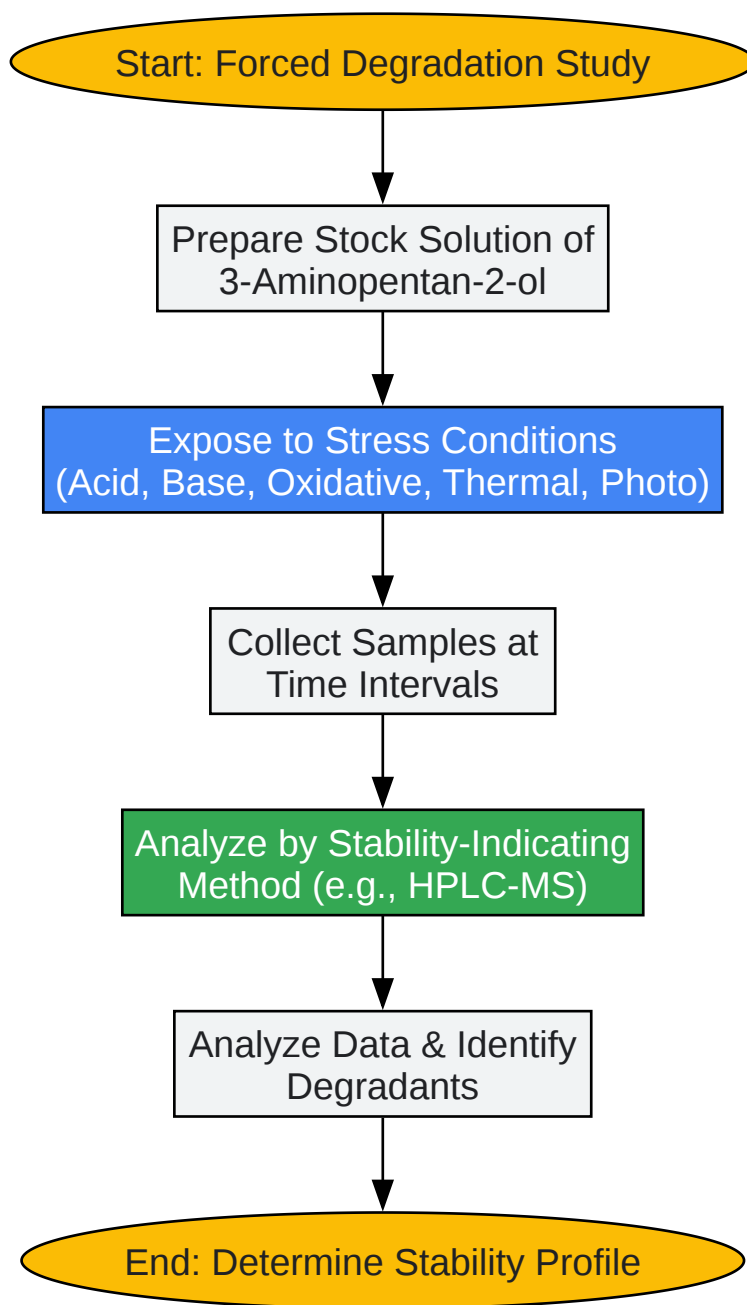 Start: Forced Degradation Study
Prepare Stock Solution of
3-Aminopentan-2-ol
Expose to Stress Conditions
(Acid, Base, Oxidative, Thermal, Photo)
Collect Samples at
Time Intervals
Analyze by Stability-Indicating
Method (e.g., HPLC-MS)
Analyze Data & Identify
Degradants
End: Determine Stability Profile